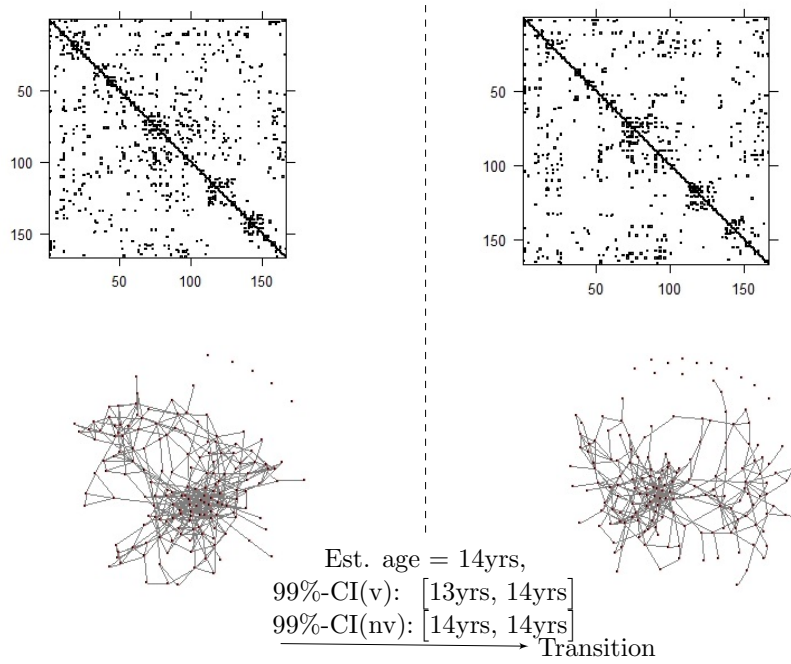 50
100
150
50 100 150
50
100
150
50 100 150
Est. age = 14yrs,
99%-CI(v): [13yrs, 14yrs]
99%-CI(nv): [14yrs, 14yrs]
Transition